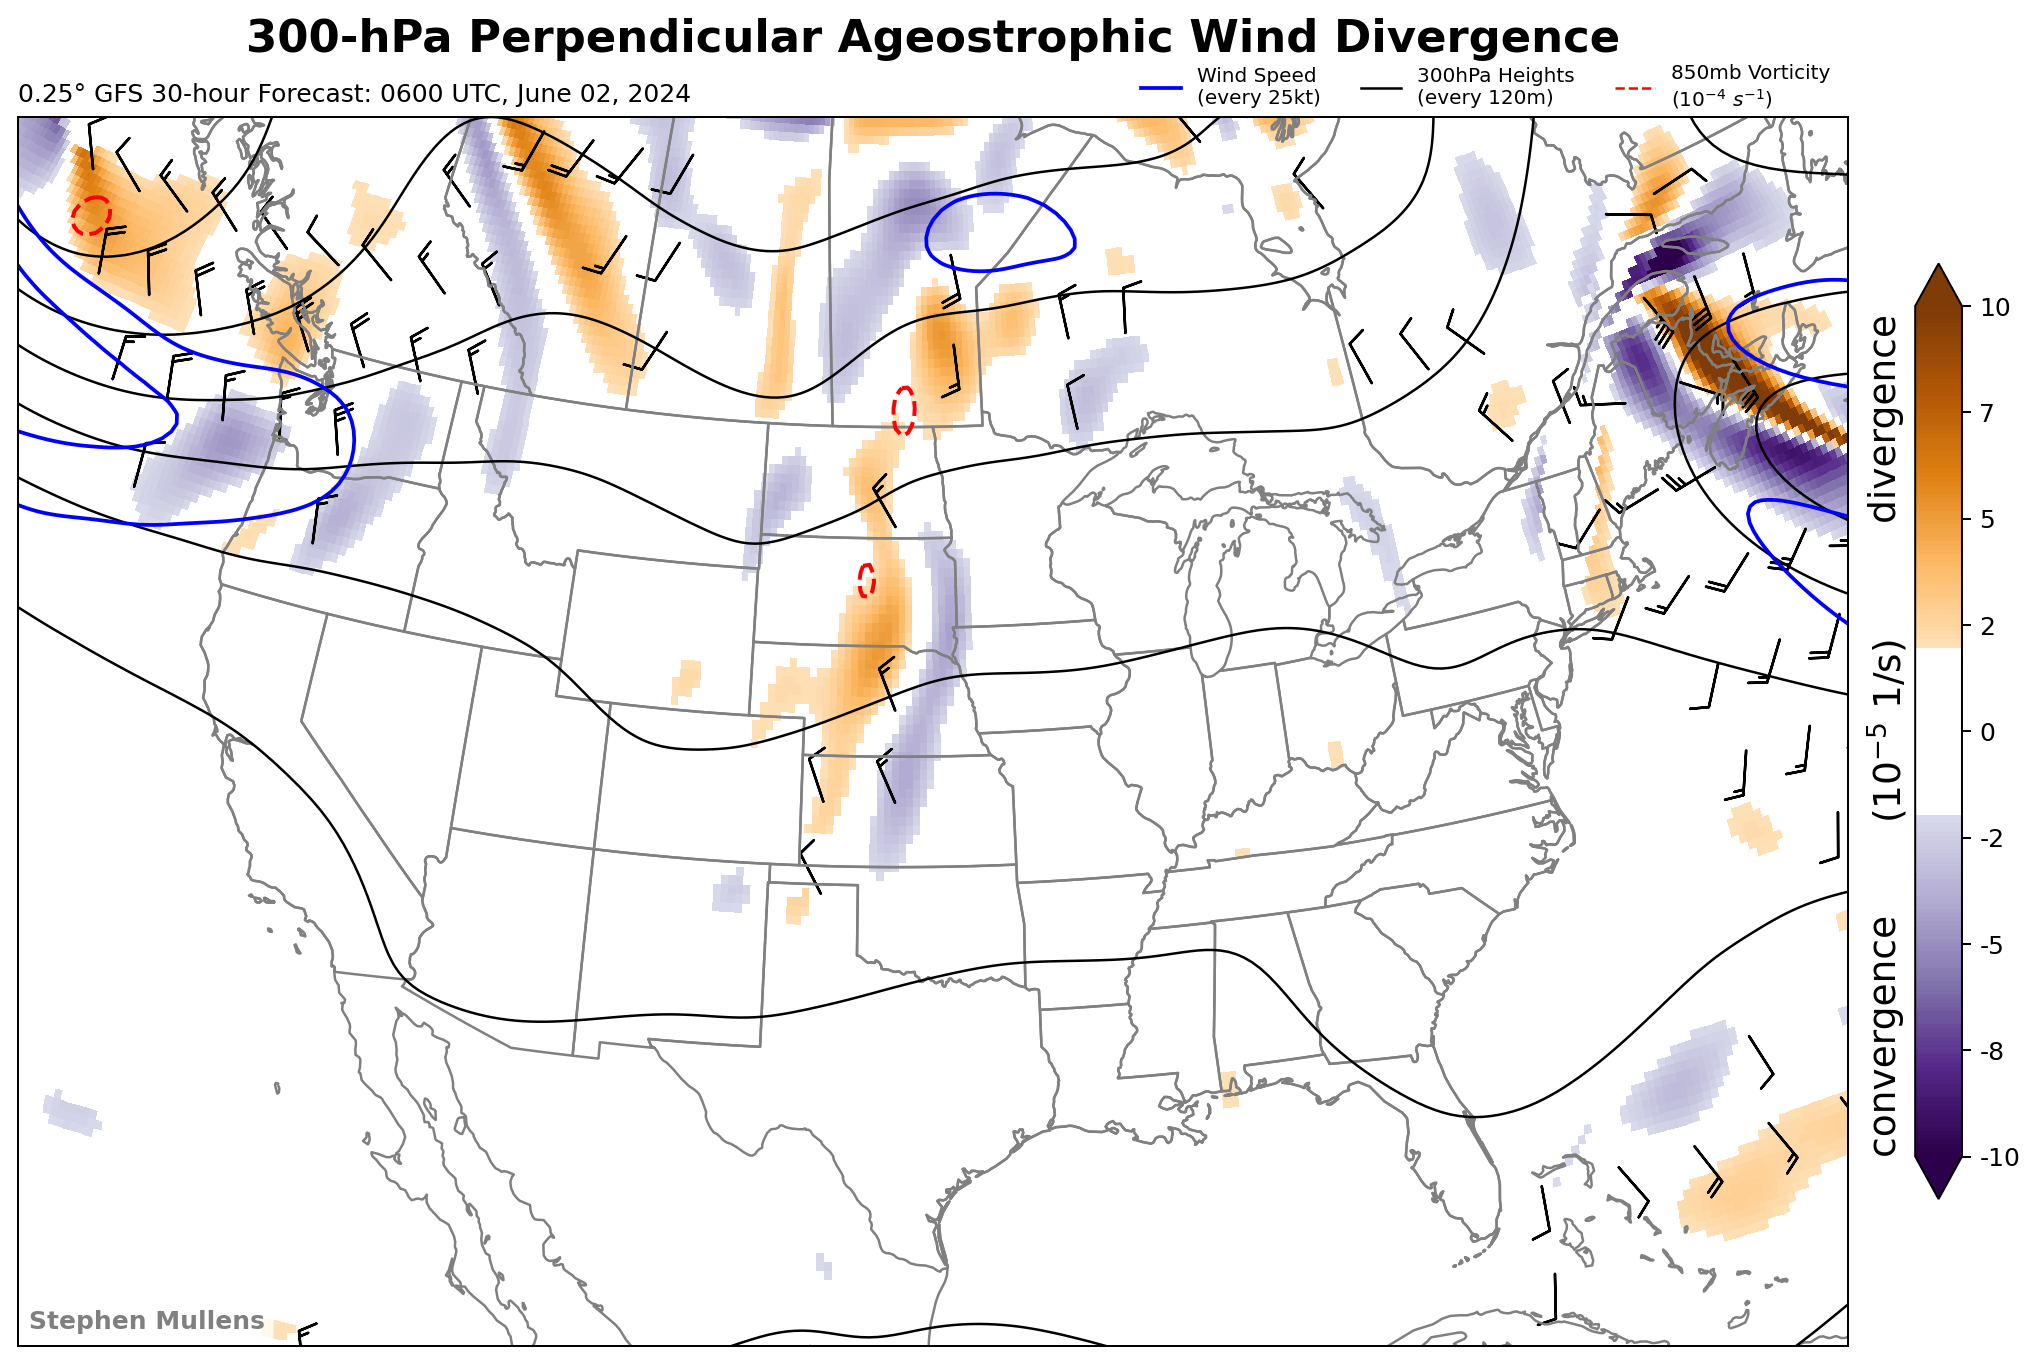 300-hPa Perpendicular Ageostrophic Wind Divergence
0.25° GFS 30-hour Forecast: 0600 UTC, June 02, 2024
Wind Speed
(every 25kt)
300hPa Heights
(every 120m)
850mb Vorticity
(10⁻⁴ s⁻¹)
10
7
5
2
0
-2
-5
-8
-10
convergence (10⁻⁵ 1/s) divergence
Stephen Mullens